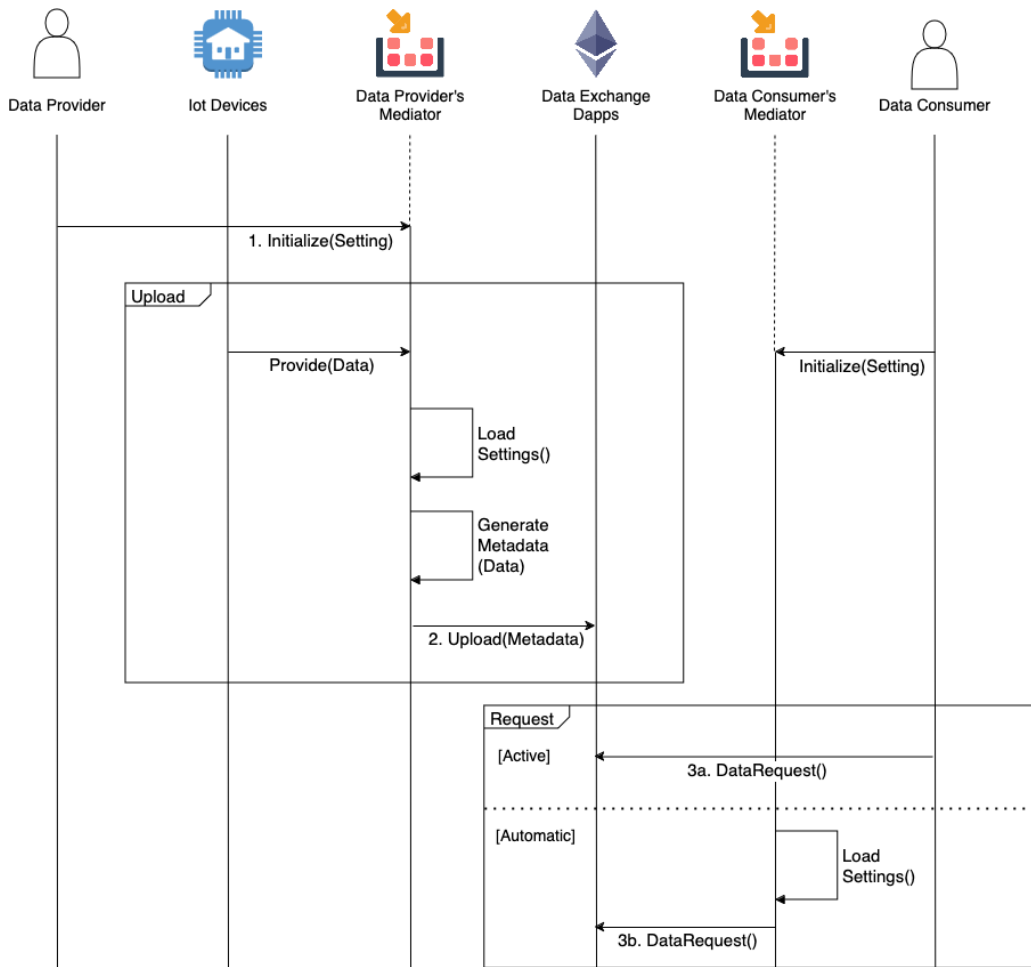 Data Provider
Iot Devices
Data Provider's
Mediator
Data Exchange
Dapps
Data Consumer's
Mediator
Data Consumer
1. Initialize(Setting)
Upload
Provide(Data)
Initialize(Setting)
Load
Settings()
Generate
Metadata
(Data)
2. Upload(Metadata)
Request
[Active]
3a. DataRequest()
[Automatic]
Load
Settings()
3b. DataRequest()